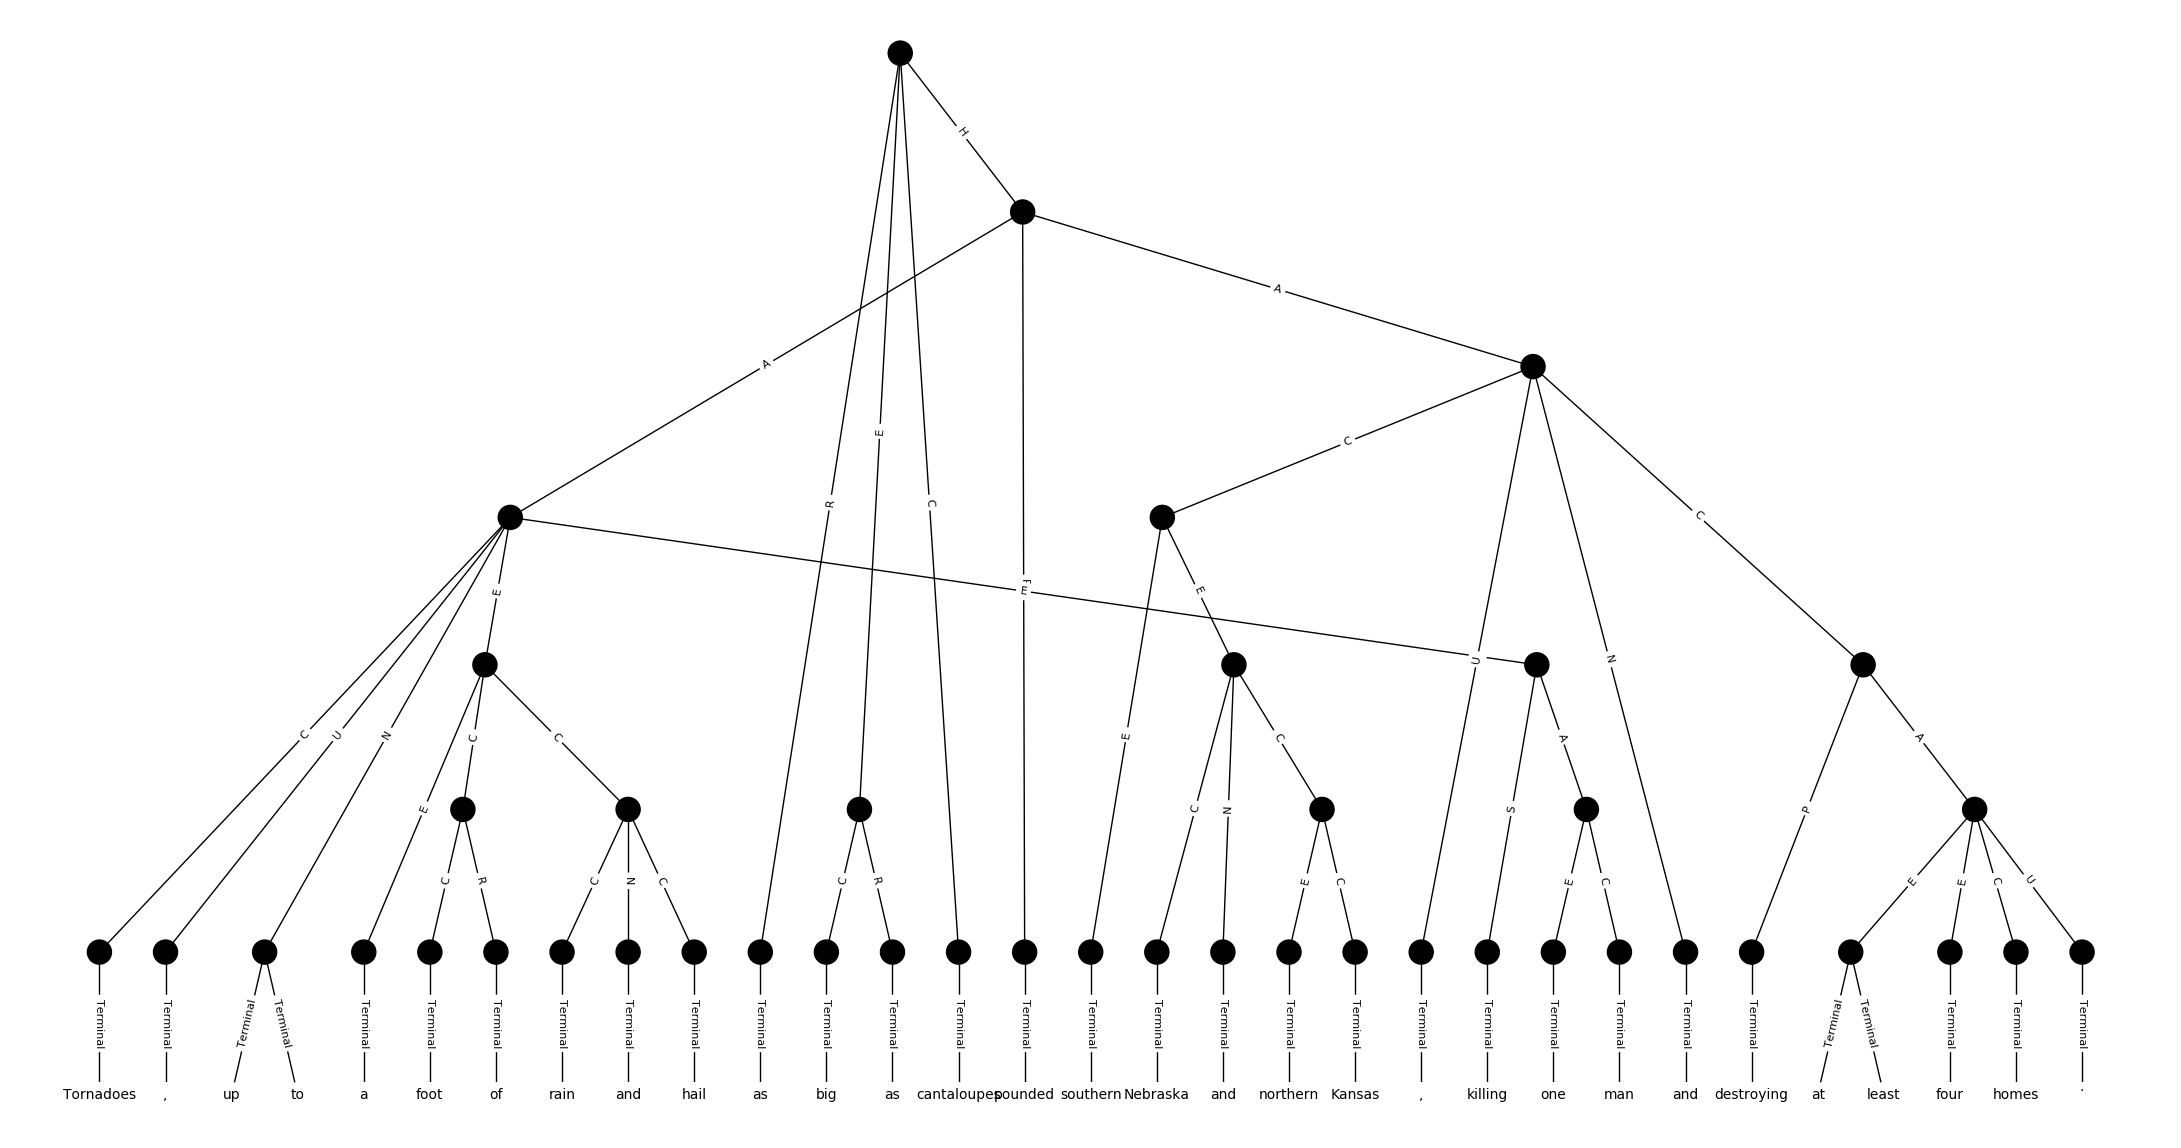 H
A
A
E
C
R C C
E F E E
U N
C U N C C E C A A
E C N S P
C R C N C C R E C E C E E C U
Terminal Terminal Terminal Terminal Terminal Terminal Terminal Terminal Terminal Terminal Terminal Terminal Terminal Terminal Terminal Terminal Terminal Terminal Terminal Terminal Terminal Terminal Terminal Terminal Terminal Terminal Terminal Terminal Terminal Terminal Terminal
Tornadoes , up to a foot of rain and hail as big as cantaloupes pounded southern Nebraska and northern Kansas , killing one man and destroying at least four homes .